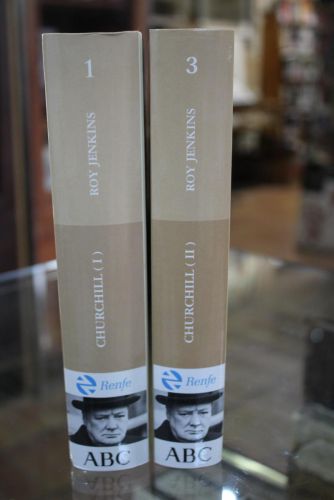 1
ROY JENKINS
CHURCHILL ( I )
Renfe
ABC
3
ROY JENKINS
CHURCHILL ( II )
Renfe
ABC